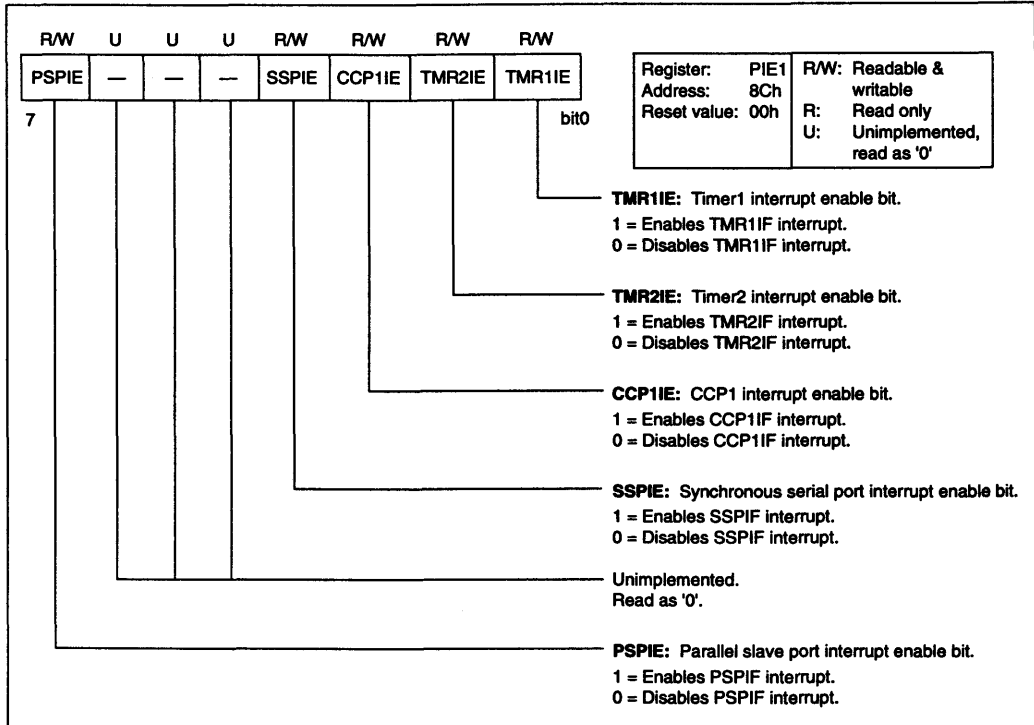 R/W U U U R/W R/W R/W R/W
PSPIE — — — SSPIE CCP1IE TMR2IE TMR1IE
7 bit0
Register: PIE1
Address: 8Ch
Reset value: 00h
R/W: Readable &
writable
R: Read only
U: Unimplemented,
read as '0'
TMR1IE: Timer1 interrupt enable bit.
1 = Enables TMR1IF interrupt.
0 = Disables TMR1IF interrupt.
TMR2IE: Timer2 interrupt enable bit.
1 = Enables TMR2IF interrupt.
0 = Disables TMR2IF interrupt.
CCP1IE: CCP1 interrupt enable bit.
1 = Enables CCP1IF interrupt.
0 = Disables CCP1IF interrupt.
SSPIE: Synchronous serial port interrupt enable bit.
1 = Enables SSPIF interrupt.
0 = Disables SSPIF interrupt.
Unimplemented.
Read as '0'.
PSPIE: Parallel slave port interrupt enable bit.
1 = Enables PSPIF interrupt.
0 = Disables PSPIF interrupt.